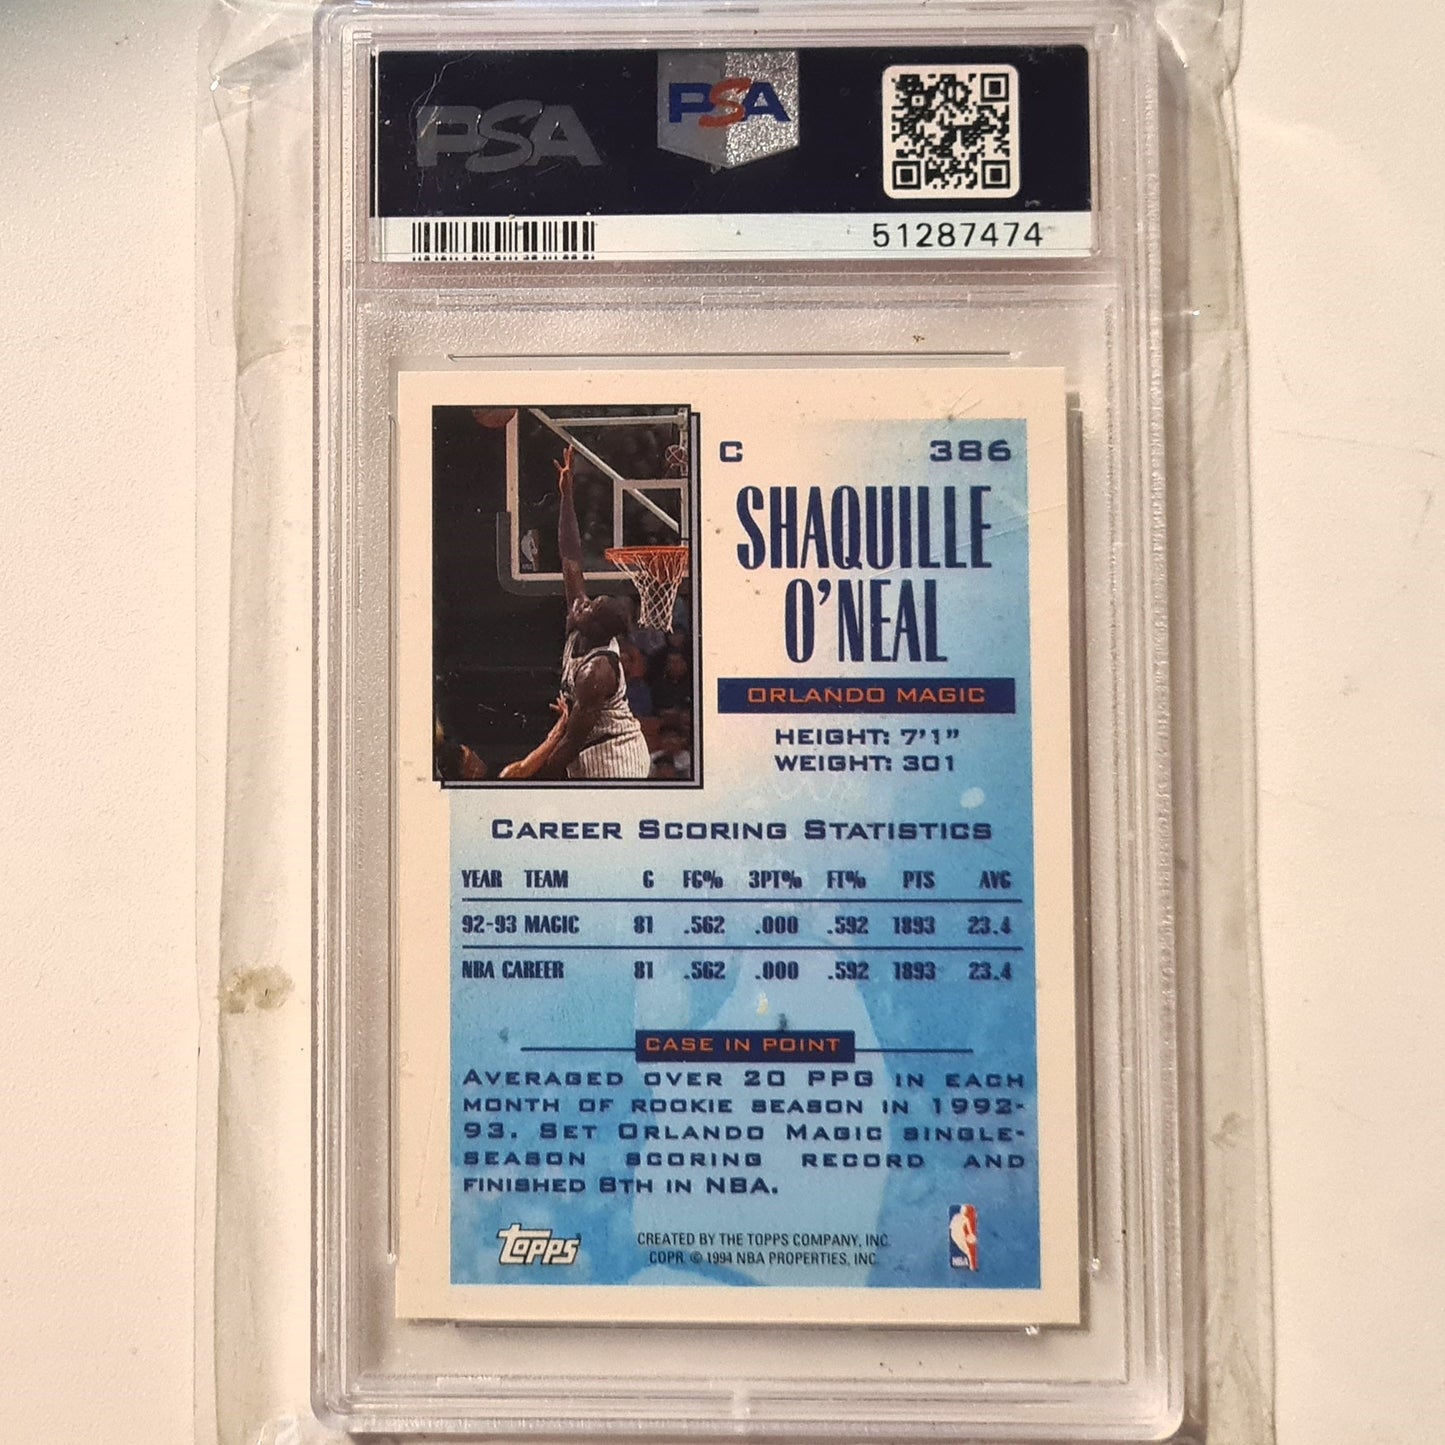 PSA
PSA
51287474
C 386
SHAQUILLE
O'NEAL
ORLANDO MAGIC
HEIGHT: 7'1"
WEIGHT: 301
CAREER SCORING STATISTICS
YEAR TEAM G FG% 3PT% FT% PTS AVG
92-93 MAGIC 81 .562 .000 .592 1893 23.4
NBA CAREER 81 .562 .000 .592 1893 23.4
CASE IN POINT
AVERAGED OVER 20 PPG IN EACH
MONTH OF ROOKIE SEASON IN 1992-
93. SET ORLANDO MAGIC SINGLE-
SEASON SCORING RECORD AND
FINISHED 8TH IN NBA.
Topps
CREATED BY THE TOPPS COMPANY, INC.
COPR. © 1994 NBA PROPERTIES, INC.
NBA